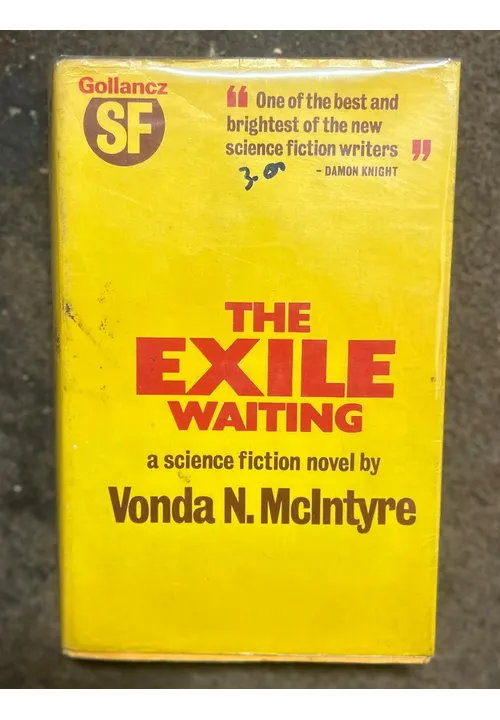 Gollancz
SF
“ One of the best and
brightest of the new
science fiction writers ”
– DAMON KNIGHT
3.00
THE
EXILE
WAITING
a science fiction novel by
Vonda N. McIntyre